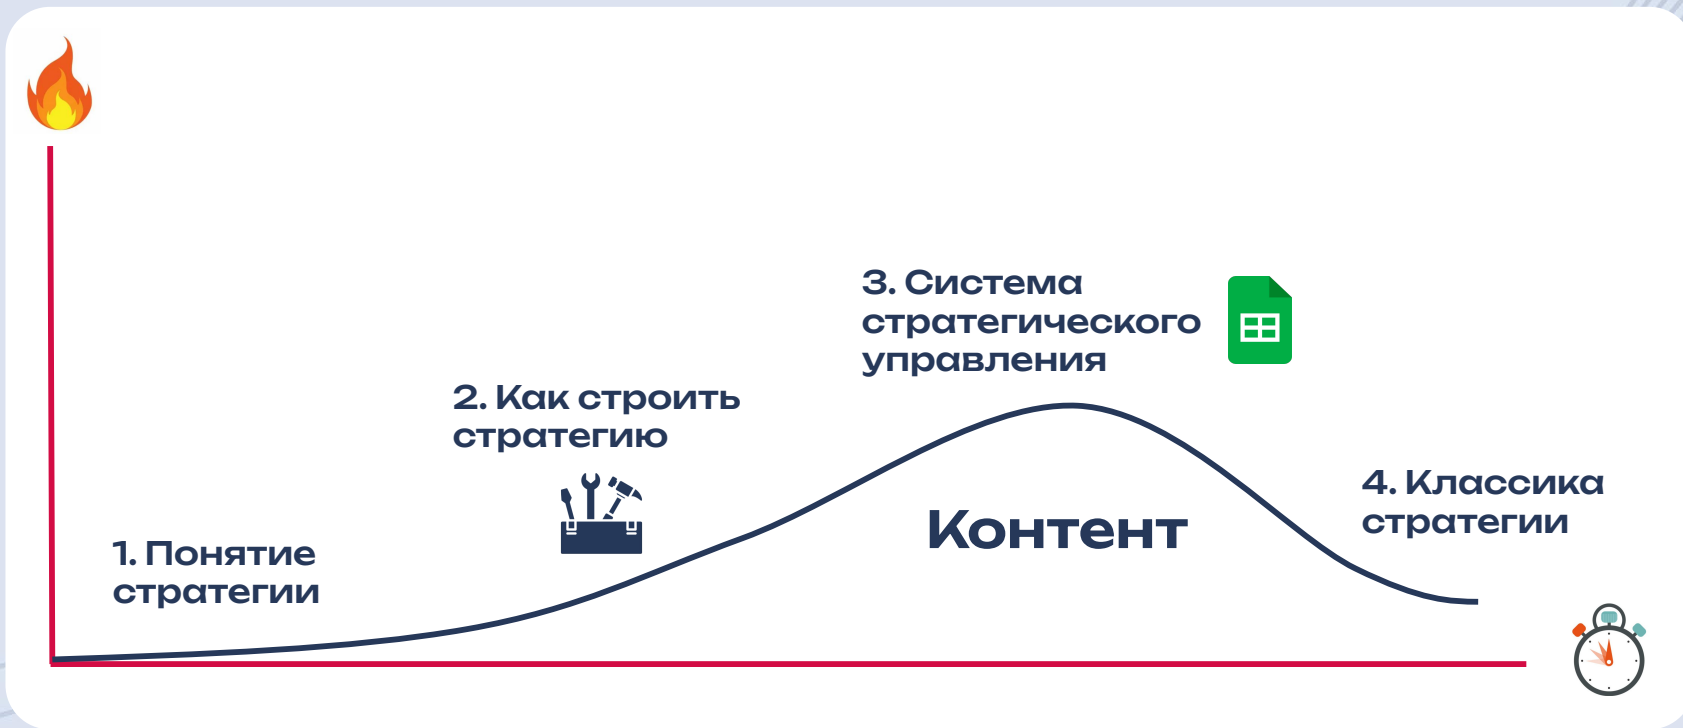 1. Понятие
стратегии
2. Как строить
стратегию
3. Система
стратегического
управления
Контент
4. Классика
стратегии